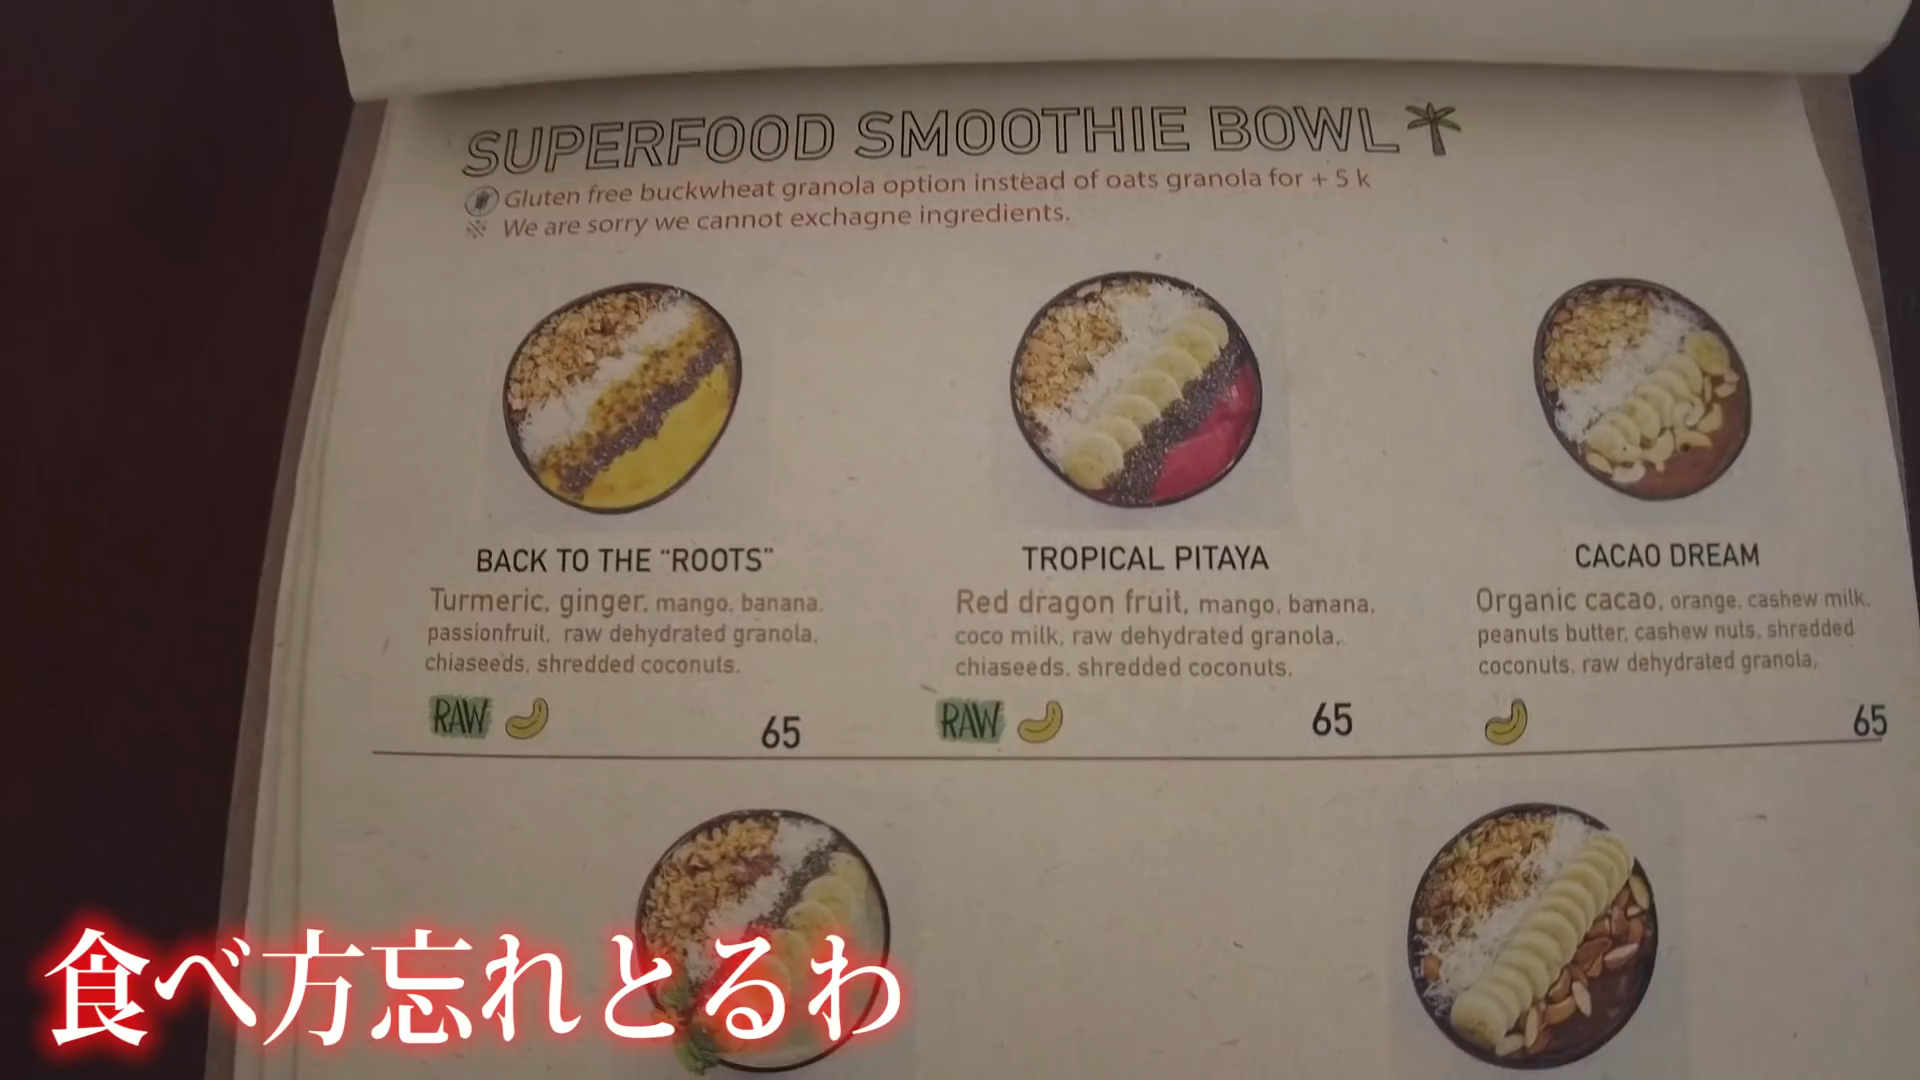 SUPERFOOD SMOOTHIE BOWL
Gluten free buckwheat granola option instead of oats granola for + 5 k
※ We are sorry we cannot exchagne ingredients.
BACK TO THE “ROOTS”
Turmeric, ginger, mango, banana,
passionfruit, raw dehydrated granola,
chiaseeds, shredded coconuts.
RAW
65
TROPICAL PITAYA
Red dragon fruit, mango, banana,
coco milk, raw dehydrated granola,
chiaseeds, shredded coconuts.
RAW
65
CACAO DREAM
Organic cacao, orange, cashew milk,
peanuts butter, cashew nuts, shredded
coconuts, raw dehydrated granola,
65
食べ方忘れとるわ